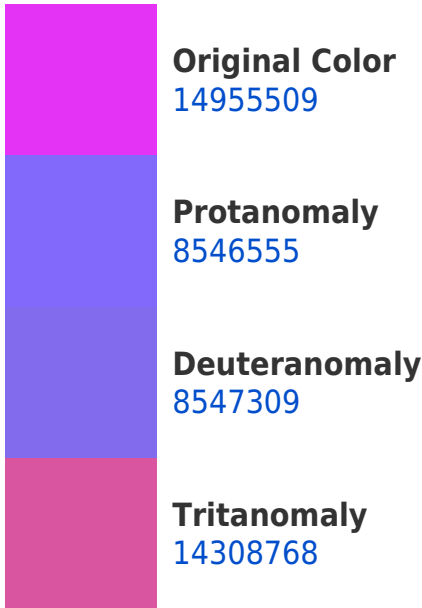 Original Color
14955509
Protanomaly
8546555
Deuteranomaly
8547309
Tritanomaly
14308768